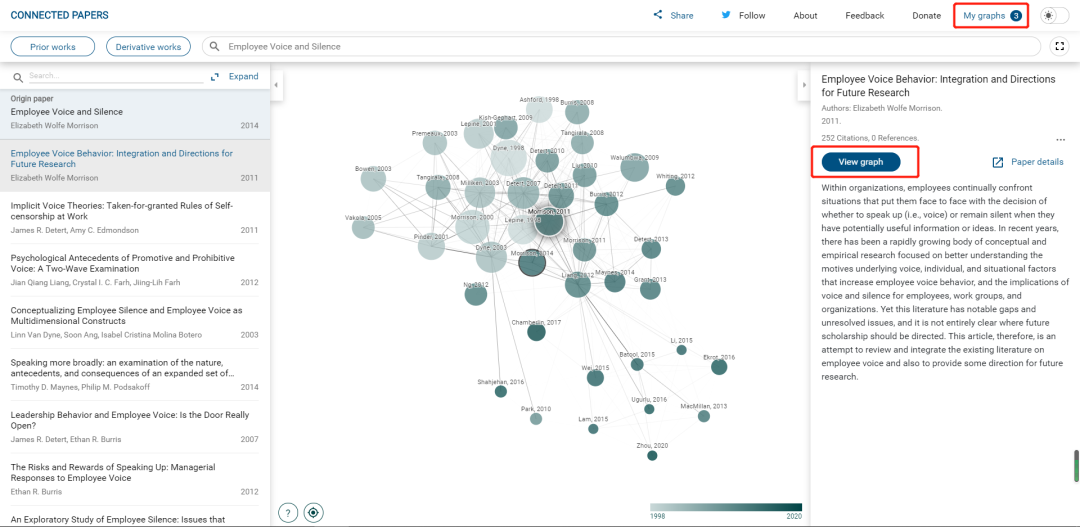 CONNECTED PAPERS
Share
Follow
About
Feedback
Donate
My graphs 3
Prior works
Derivative works
Employee Voice and Silence
Search...
Expand
Origin paper
Employee Voice and Silence
Elizabeth Wolfe Morrison 2014
Employee Voice Behavior: Integration and Directions for
Future Research
Elizabeth Wolfe Morrison 2011
Implicit Voice Theories: Taken-for-granted Rules of Self-
censorship at Work
James R. Detert, Amy C. Edmondson 2011
Psychological Antecedents of Promotive and Prohibitive
Voice: A Two-Wave Examination
Jian Qiang Liang, Crystal I. C. Farh, Jiing-Lih Farh 2012
Conceptualizing Employee Silence and Employee Voice as
Multidimensional Constructs
Linn Van Dyne, Soon Ang, Isabel Cristina Molina Botero 2003
Speaking more broadly: an examination of the nature,
antecedents, and consequences of an expanded set of...
Timothy D. Maynes, Philip M. Podsakoff 2014
Leadership Behavior and Employee Voice: Is the Door Really
Open?
James R. Detert, Ethan R. Burris 2007
The Risks and Rewards of Speaking Up: Managerial
Responses to Employee Voice
Ethan R. Burris 2012
An Exploratory Study of Employee Silence: Issues that
Ashford, 1998
Burris, 2008
Kish-Gephart, 2009
Lepine, 2001
Premeaux, 2003
Tangirala, 2008
Dyne, 1998
Detert, 2010
Walumbwa, 2009
Bowen, 2003
Liu, 2010
Whiting, 2012
Tangirala, 2008
Milliken, 2003
Detert, 2007
Detert, 2011
Burris, 2012
Vakola, 2005
Morrison, 2000
Lepine, 1998
Morrison, 2011
Pinder, 2001
Dyne, 2003
Morrison, 2014
Morrison, 2011
Detert, 2013
Liang, 2012
Maynes, 2014
Grant, 2013
Ng, 2012
Chamberlin, 2017
Li, 2015
Batool, 2015
Ekrot, 2016
Wei, 2015
Shahjehan, 2016
Ugurlu, 2016
Park, 2010
MacMillan, 2013
Lam, 2015
Zhou, 2020
?
1998
2020
Employee Voice Behavior: Integration and Directions
for Future Research
Authors: Elizabeth Wolfe Morrison.
2011.
252 Citations, 0 References.
...
View graph
Paper details
Within organizations, employees continually confront
situations that put them face to face with the decision of
whether to speak up (i.e., voice) or remain silent when they
have potentially useful information or ideas. In recent years,
there has been a rapidly growing body of conceptual and
empirical research focused on better understanding the
motives underlying voice, individual, and situational factors
that increase employee voice behavior, and the implications of
voice and silence for employees, work groups, and
organizations. Yet this literature has notable gaps and
unresolved issues, and it is not entirely clear where future
scholarship should be directed. This article, therefore, is an
attempt to review and integrate the existing literature on
employee voice and also to provide some direction for future
research.